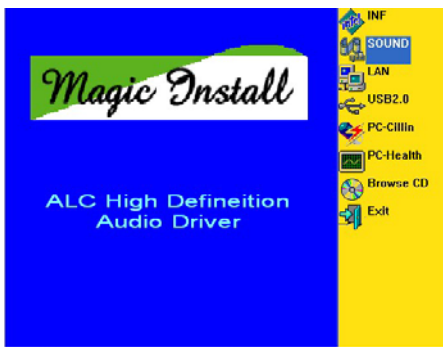 Magic Install
ALC High Defineition
Audio Driver
INF
SOUND
LAN
USB2.0
PC-Cillin
PC-Health
Browse CD
Exit